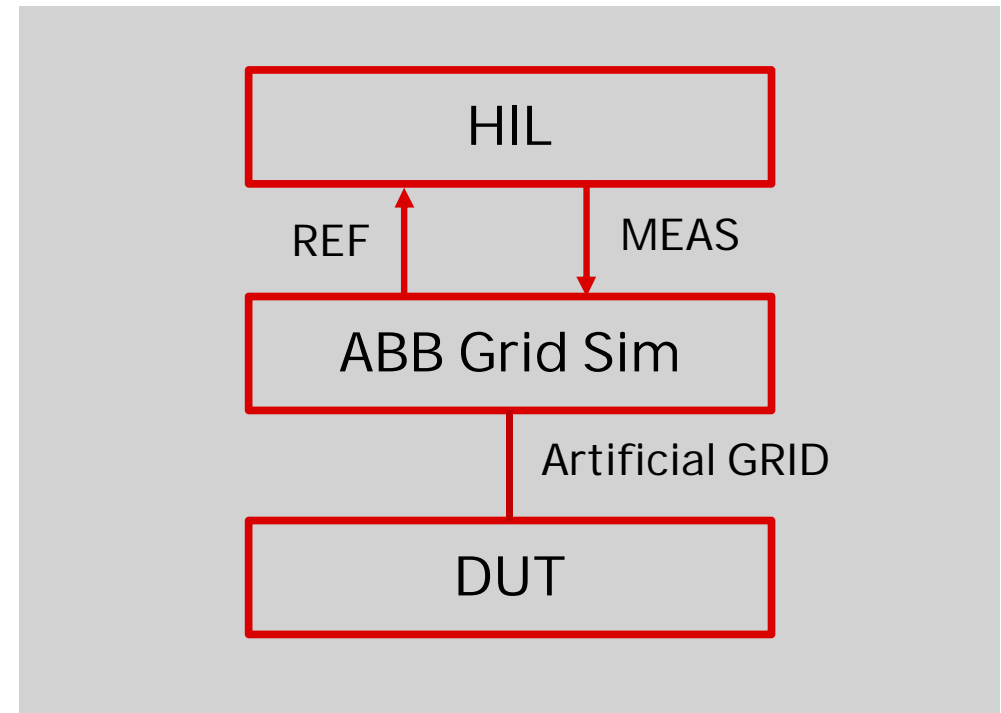 HIL
REF
MEAS
ABB Grid Sim
Artificial GRID
DUT